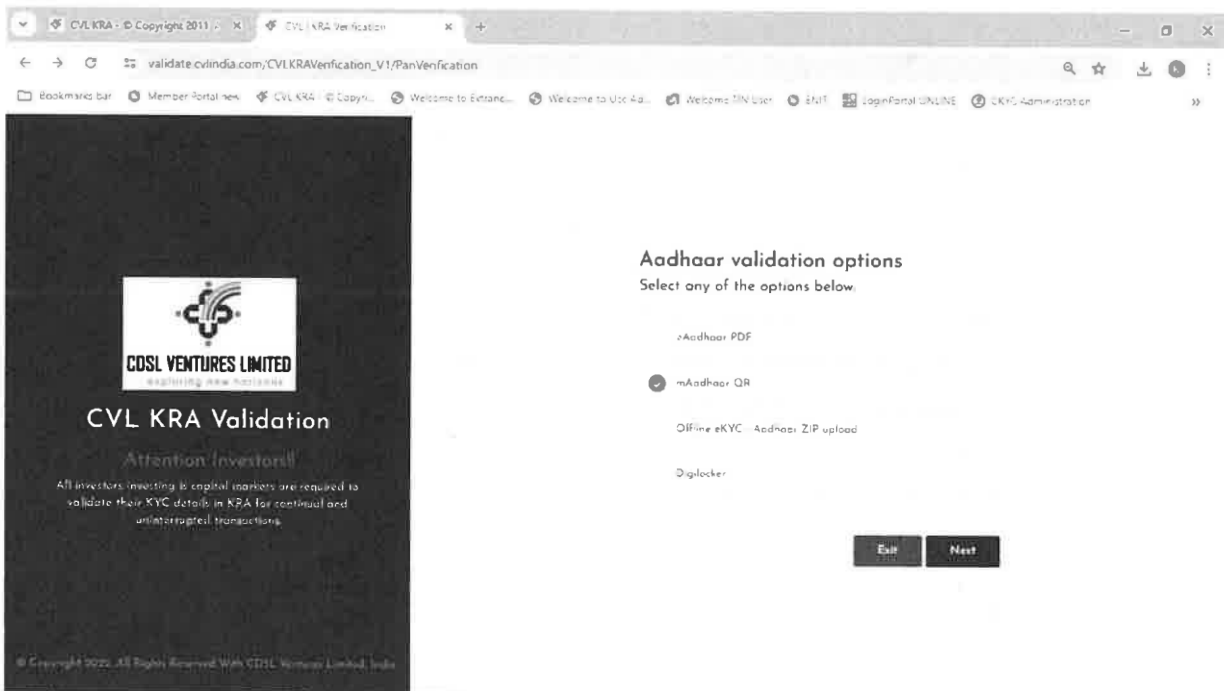 CVL KRA - © Copyright 2011
CVL KRA Verification
validate.cvlindia.com/CVLKRAVerification_V1/PanVerification
Bookmarks bar
Member Portal new
CVL KRA - © Copyri...
Welcome to Extranc...
Welcome to
Welcome TIN User
LoginPortal ONLINE
CKYC Administration
»
CDSL VENTURES LIMITED
exploring new horizons
CVL KRA Validation
Attention Investors!!
All investors investing is capital markets are required to
validate their KYC details in KRA for continual and
uninterrupted transactions.
© Copyright 2022. All Rights Reserved With CDSL Ventures Limited, India
Aadhaar validation options
Select any of the options below.
eAadhaar PDF
mAadhaar QR
Offline eKYC - Aadhaar ZIP upload
Digilocker
Exit
Next